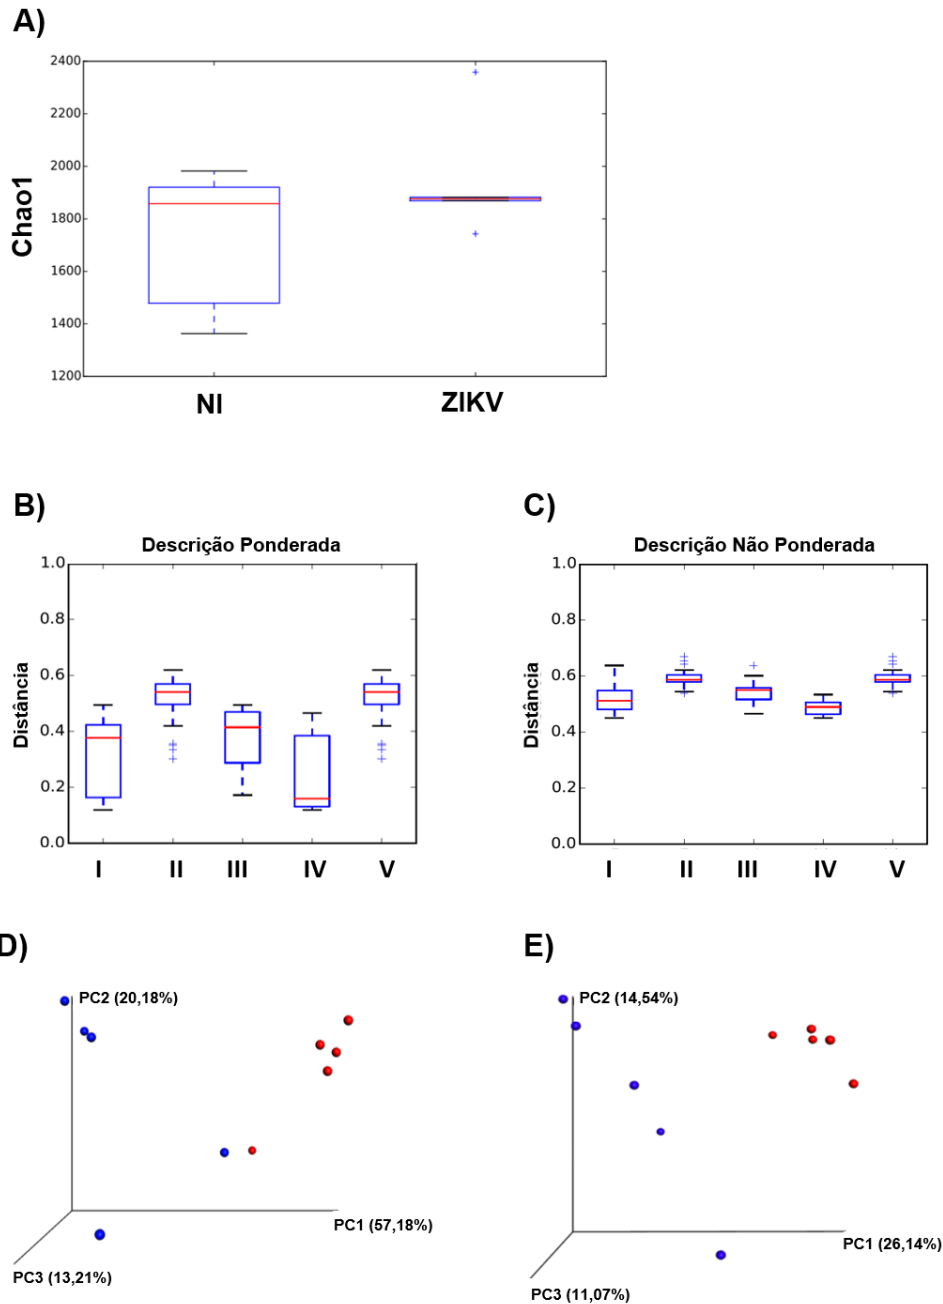 A)
2400
2200
2000
1800
1600
1400
1200
Chao1
NI
ZIKV
B)
Descrição Ponderada
1.0
0.8
0.6
0.4
0.2
0.0
Distância
I
II
III
IV
V
C)
Descrição Não Ponderada
1.0
0.8
0.6
0.4
0.2
0.0
Distância
I
II
III
IV
V
D)
PC2 (20,18%)
PC1 (57,18%)
PC3 (13,21%)
E)
PC2 (14,54%)
PC1 (26,14%)
PC3 (11,07%)